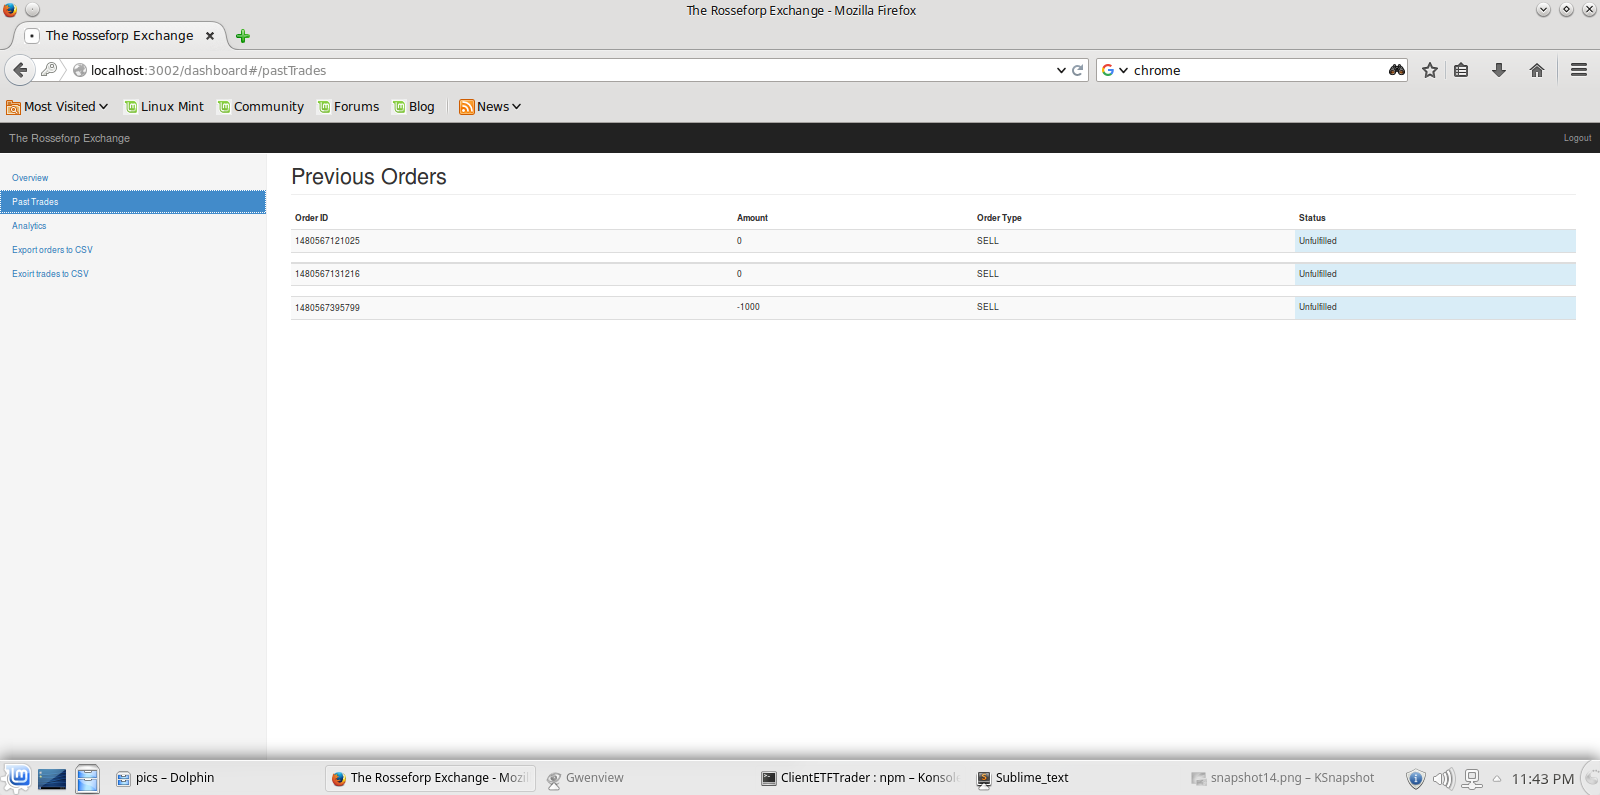 The Rosseforp Exchange - Mozilla Firefox
The Rosseforp Exchange
localhost:3002/dashboard#/pastTrades
chrome
Most Visited Linux Mint Community Forums Blog News
The Rosseforp Exchange Logout
Overview
Past Trades
Analytics
Export orders to CSV
Exoirt trades to CSV
Previous Orders
Order ID Amount Order Type Status
1480567121025 0 SELL Unfulfilled
1480567131216 0 SELL Unfulfilled
1480567395799 -1000 SELL Unfulfilled
pics – Dolphin The Rosseforp Exchange - Mozi Gwenview ClientETFTrader : npm – Konsole Sublime_text snapshot14.png – KSnapshot 11:43 PM